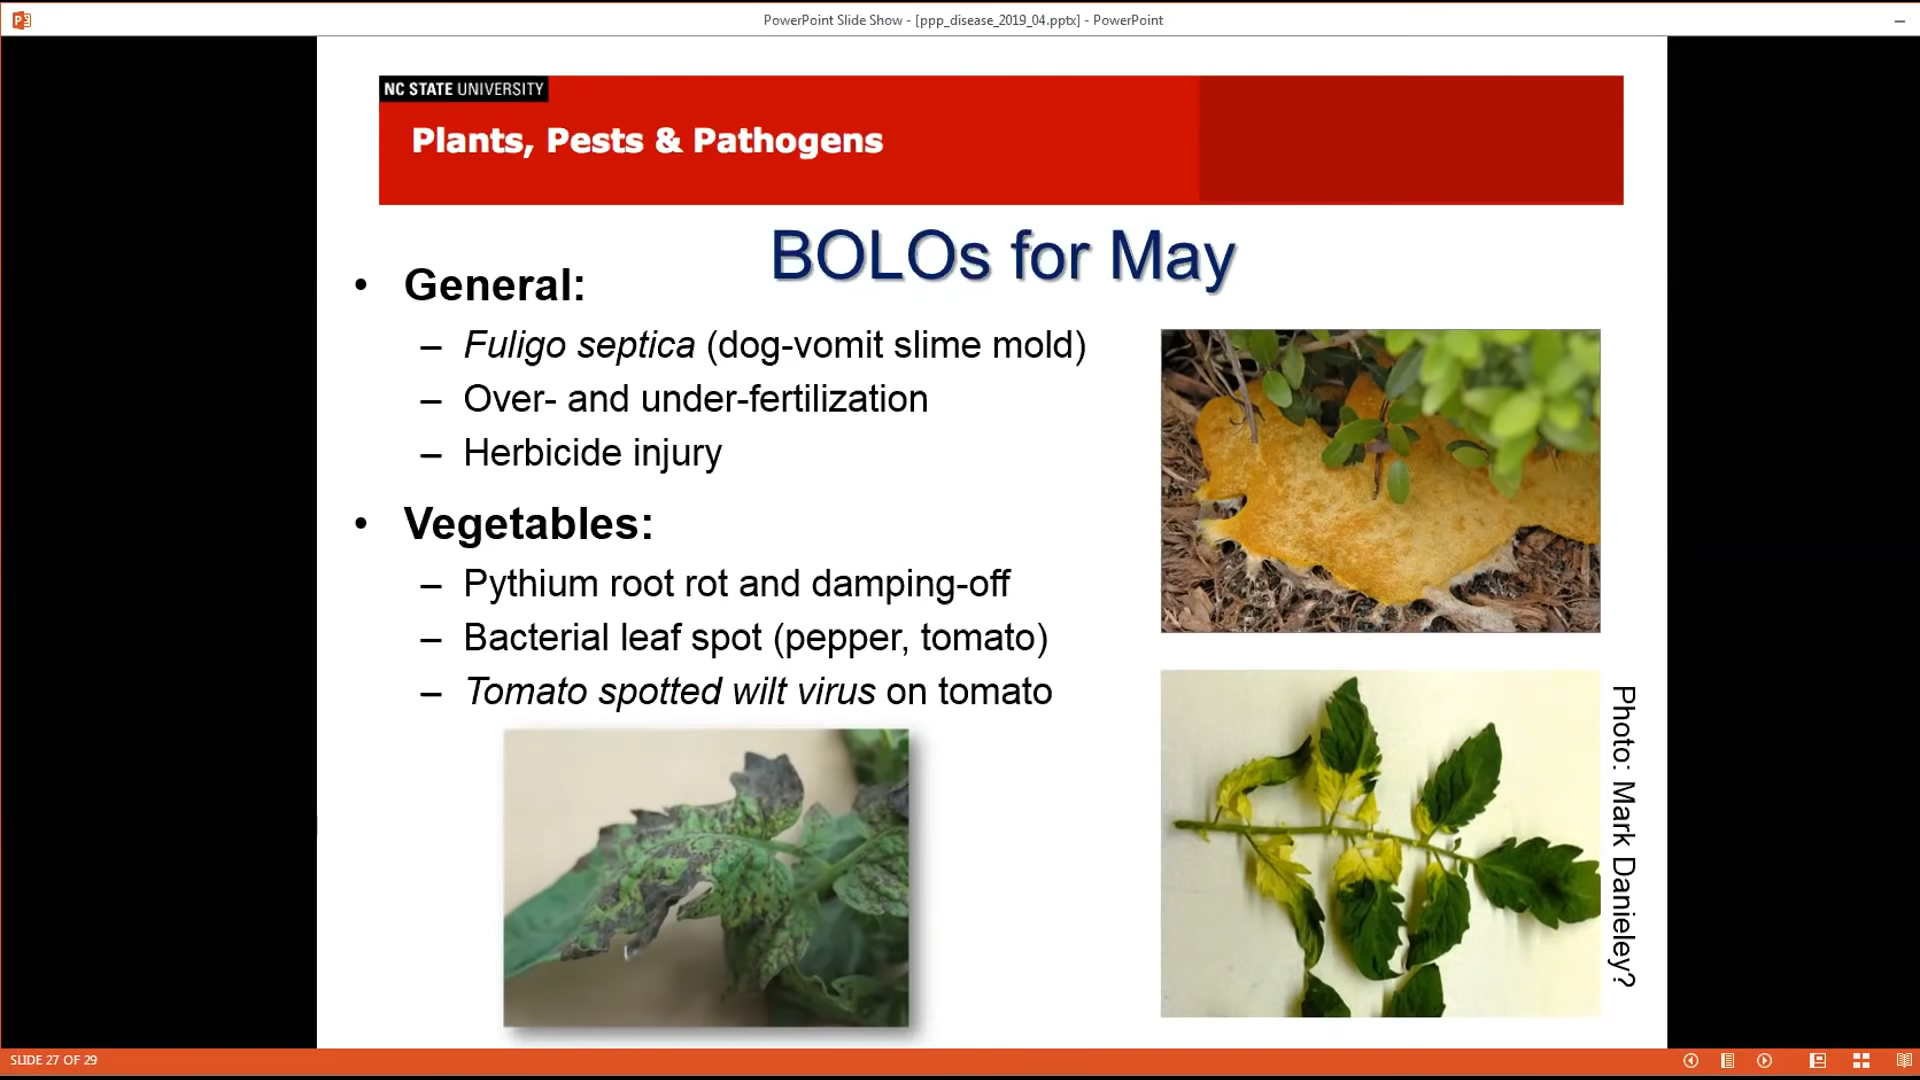 PowerPoint Slide Show - [ppp_disease_2019_04.pptx] - PowerPoint
NC STATE UNIVERSITY
Plants, Pests & Pathogens
BOLOs for May
• General:
– Fuligo septica (dog-vomit slime mold)
– Over- and under-fertilization
– Herbicide injury
• Vegetables:
– Pythium root rot and damping-off
– Bacterial leaf spot (pepper, tomato)
– Tomato spotted wilt virus on tomato
Photo: Mark Danieley?
SLIDE 27 OF 29